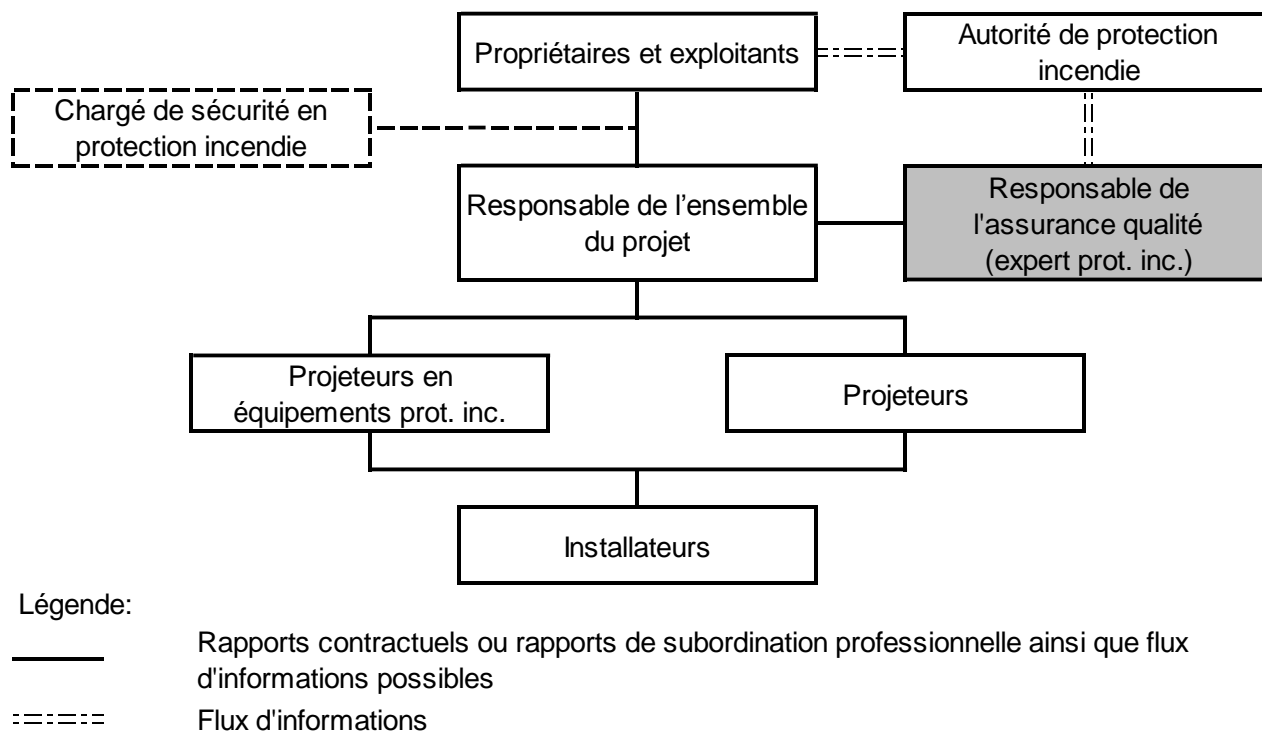 Propriétaires et exploitants
Autorité de protection
incendie
Chargé de sécurité en
protection incendie
Responsable de l'ensemble
du projet
Responsable de
l'assurance qualité
(expert prot. inc.)
Projeteurs en
équipements prot. inc.
Projeteurs
Installateurs
Légende:
Rapports contractuels ou rapports de subordination professionnelle ainsi que flux
d'informations possibles
Flux d'informations